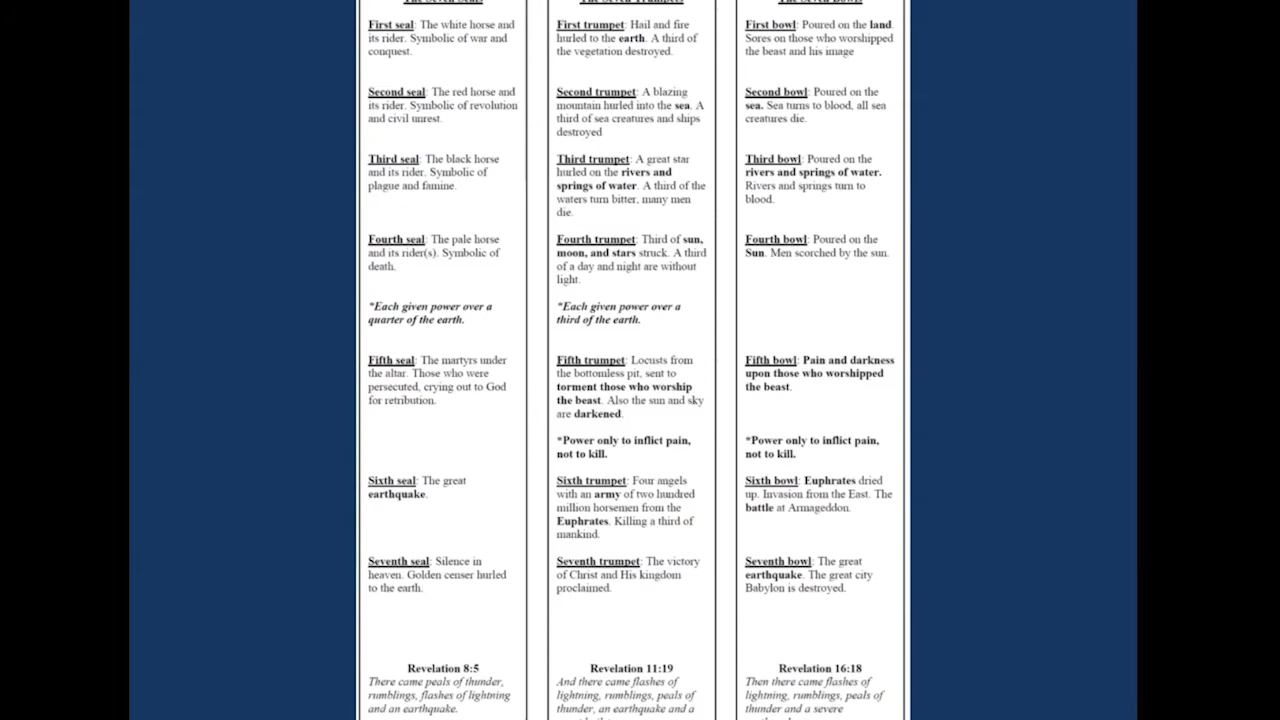 The Seven Seals
First seal: The white horse and
its rider. Symbolic of war and
conquest.
Second seal: The red horse and
its rider. Symbolic of revolution
and civil unrest.
Third seal: The black horse
and its rider. Symbolic of
plague and famine.
Fourth seal: The pale horse
and its rider(s). Symbolic of
death.
*Each given power over a
quarter of the earth.
Fifth seal: The martyrs under
the altar. Those who were
persecuted, crying out to God
for retribution.
Sixth seal: The great
earthquake.
Seventh seal: Silence in
heaven. Golden censer hurled
to the earth.
Revelation 8:5
There came peals of thunder,
rumblings, flashes of lightning
and an earthquake.
The Seven Trumpets
First trumpet: Hail and fire
hurled to the earth. A third of
the vegetation destroyed.
Second trumpet: A blazing
mountain hurled into the sea. A
third of sea creatures and ships
destroyed
Third trumpet: A great star
hurled on the rivers and
springs of water. A third of the
waters turn bitter, many men
die.
Fourth trumpet: Third of sun,
moon, and stars struck. A third
of a day and night are without
light.
*Each given power over a
third of the earth.
Fifth trumpet: Locusts from
the bottomless pit, sent to
torment those who worship
the beast. Also the sun and sky
are darkened.
*Power only to inflict pain,
not to kill.
Sixth trumpet: Four angels
with an army of two hundred
million horsemen from the
Euphrates. Killing a third of
mankind.
Seventh trumpet: The victory
of Christ and His kingdom
proclaimed.
Revelation 11:19
And there came flashes of
lightning, rumblings, peals of
thunder, an earthquake and a
The Seven Bowls
First bowl: Poured on the land.
Sores on those who worshipped
the beast and his image
Second bowl: Poured on the
sea. Sea turns to blood, all sea
creatures die.
Third bowl: Poured on the
rivers and springs of water.
Rivers and springs turn to
blood.
Fourth bowl: Poured on the
Sun. Men scorched by the sun.
Fifth bowl: Pain and darkness
upon those who worshipped
the beast.
*Power only to inflict pain,
not to kill.
Sixth bowl: Euphrates dried
up. Invasion from the East. The
battle at Armageddon.
Seventh bowl: The great
earthquake. The great city
Babylon is destroyed.
Revelation 16:18
Then there came flashes of
lightning, rumblings, peals of
thunder and a severe